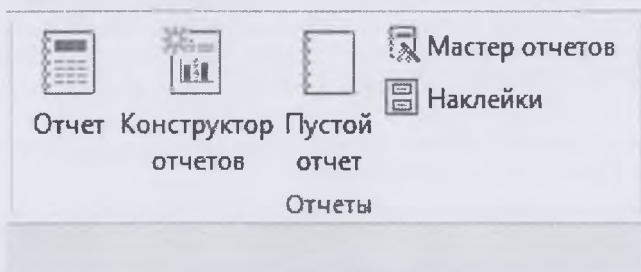 Отчет
Конструктор
отчетов
Пустой
отчет
Мастер отчетов
Наклейки
Отчеты